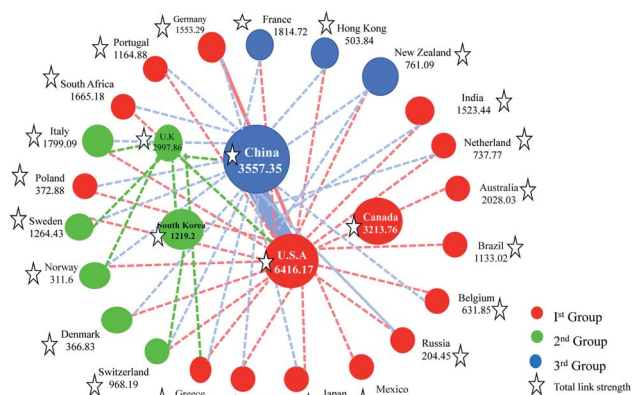 Germany
1553.29
France
1814.72
Hong Kong
503.84
Portugal
1164.88
New Zealand
761.09
South Africa
1665.18
India
1523.44
Italy
1799.09
U.K
2997.86
China
3557.35
Netherland
737.77
Poland
372.88
Australia
2028.03
Sweden
1264.43
South Korea
1219.2
Canada
3213.76
Brazil
1133.02
Norway
311.6
U.S.A
6416.17
Belgium
631.85
Denmark
366.83
Russia
204.45
Switzerland
968.19
Greece
Japan
Mexico
Ist Group
2nd Group
3rd Group
Total link strength